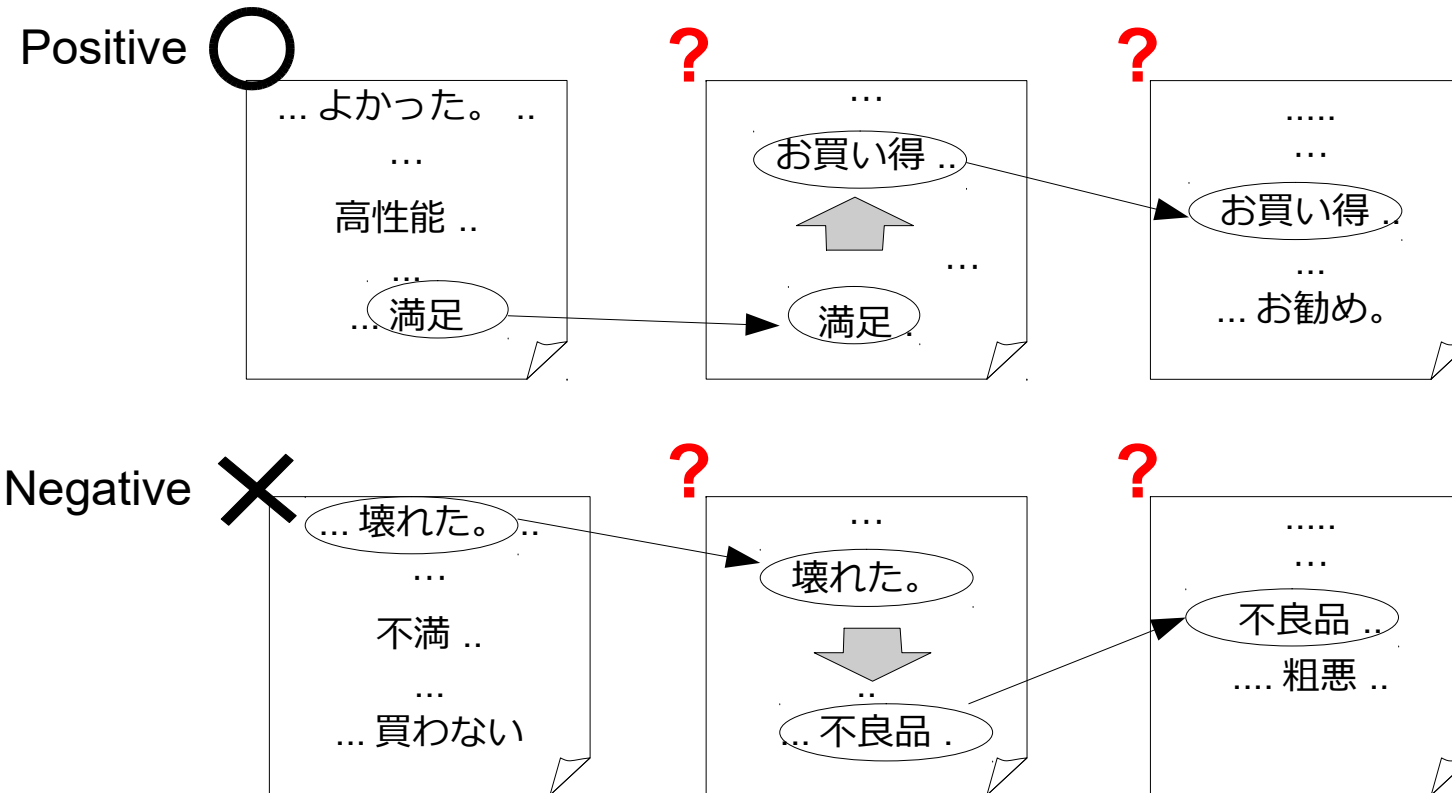 Positive
... よかった。 ..
...
高性能 ..
...
... 満足
?
...
お買い得 ..
...
満足 .
?
.....
...
お買い得 ..
...
... お勧め。
Negative
... 壊れた。 ..
...
不満 ..
...
... 買わない
?
...
壊れた。
..
... 不良品 .
?
.....
...
不良品 ..
.... 粗悪 ..